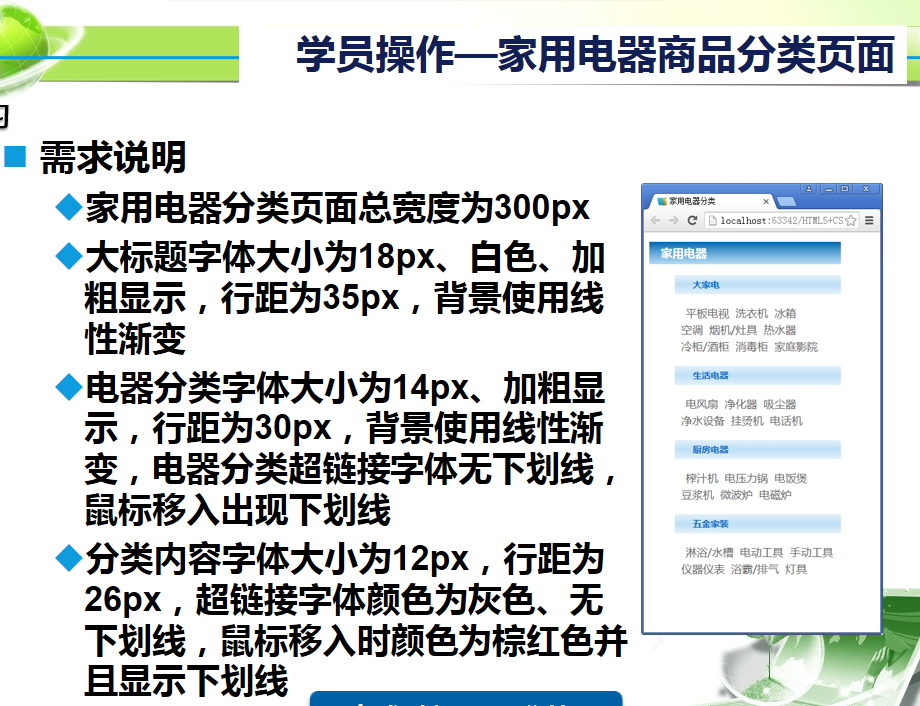 学员操作—家用电器商品分类页面
习
需求说明
家用电器分类页面总宽度为300px
大标题字体大小为18px、白色、加
粗显示，行距为35px，背景使用线
性渐变
电器分类字体大小为14px、加粗显
示，行距为30px，背景使用线性渐
变，电器分类超链接字体无下划线，
鼠标移入出现下划线
分类内容字体大小为12px，行距为
26px，超链接字体颜色为灰色、无
下划线，鼠标移入时颜色为棕红色并
且显示下划线
家用电器分类
localhost:63342/HTML5+CS
家用电器
大家电
平板电视 洗衣机 冰箱
空调 烟机/灶具 热水器
冷柜/酒柜 消毒柜 家庭影院
生活电器
电风扇 净化器 吸尘器
净水设备 挂烫机 电话机
厨房电器
榨汁机 电压力锅 电饭煲
豆浆机 微波炉 电磁炉
五金家装
淋浴/水槽 电动工具 手动工具
仪器仪表 浴霸/排气 灯具